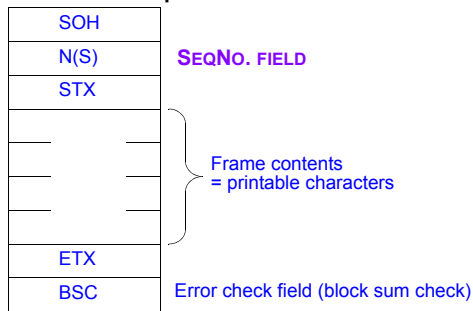 SOH
N(S) SEQNO. FIELD
STX
Frame contents
= printable characters
ETX
BSC Error check field (block sum check)